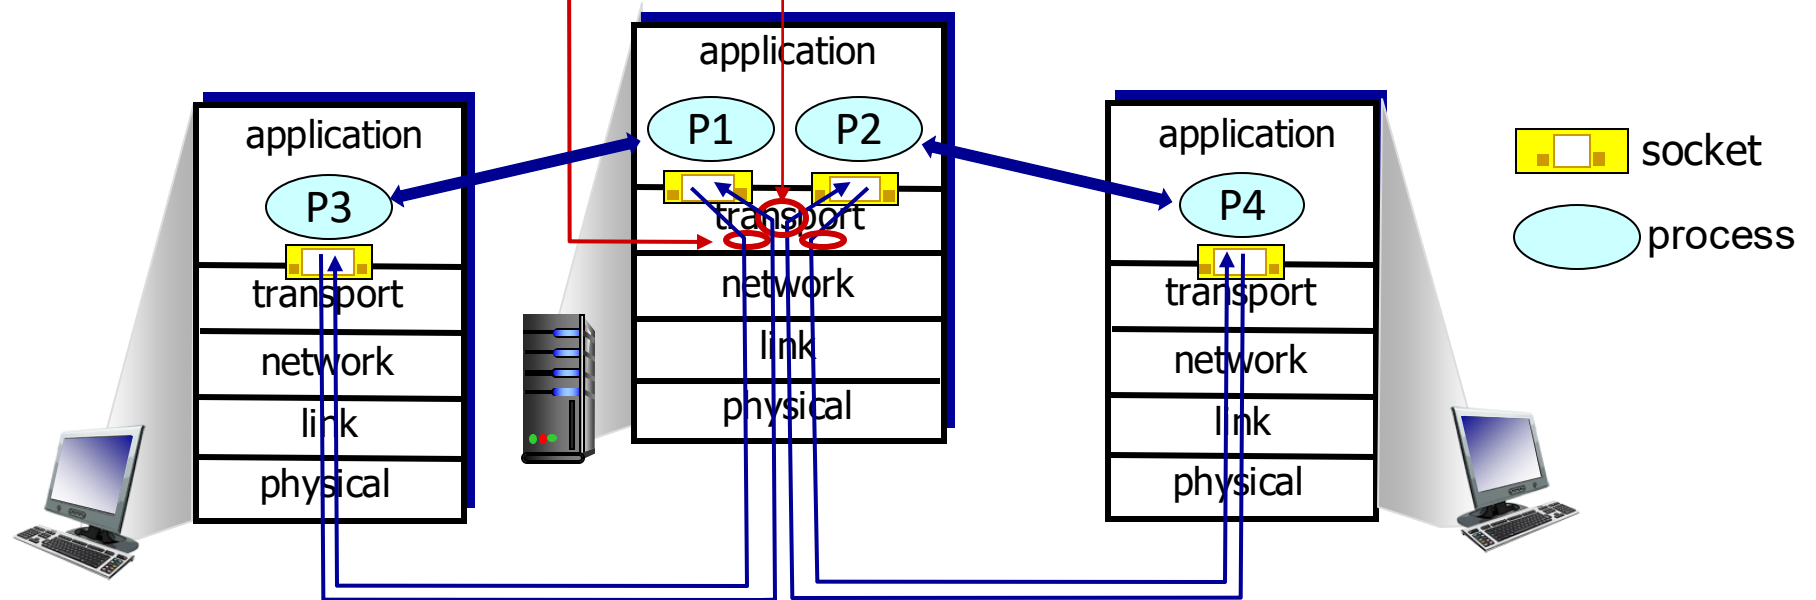 application
P3
transport
network
link
physical
application
P1
P2
transport
network
link
physical
application
P4
transport
network
link
physical
socket
process